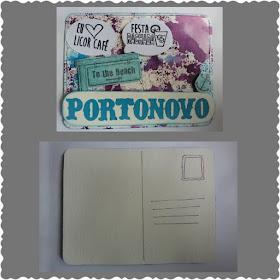 EU ♡
LICOR CAFÉ
FESTA
To the Beach
PORTONOVO